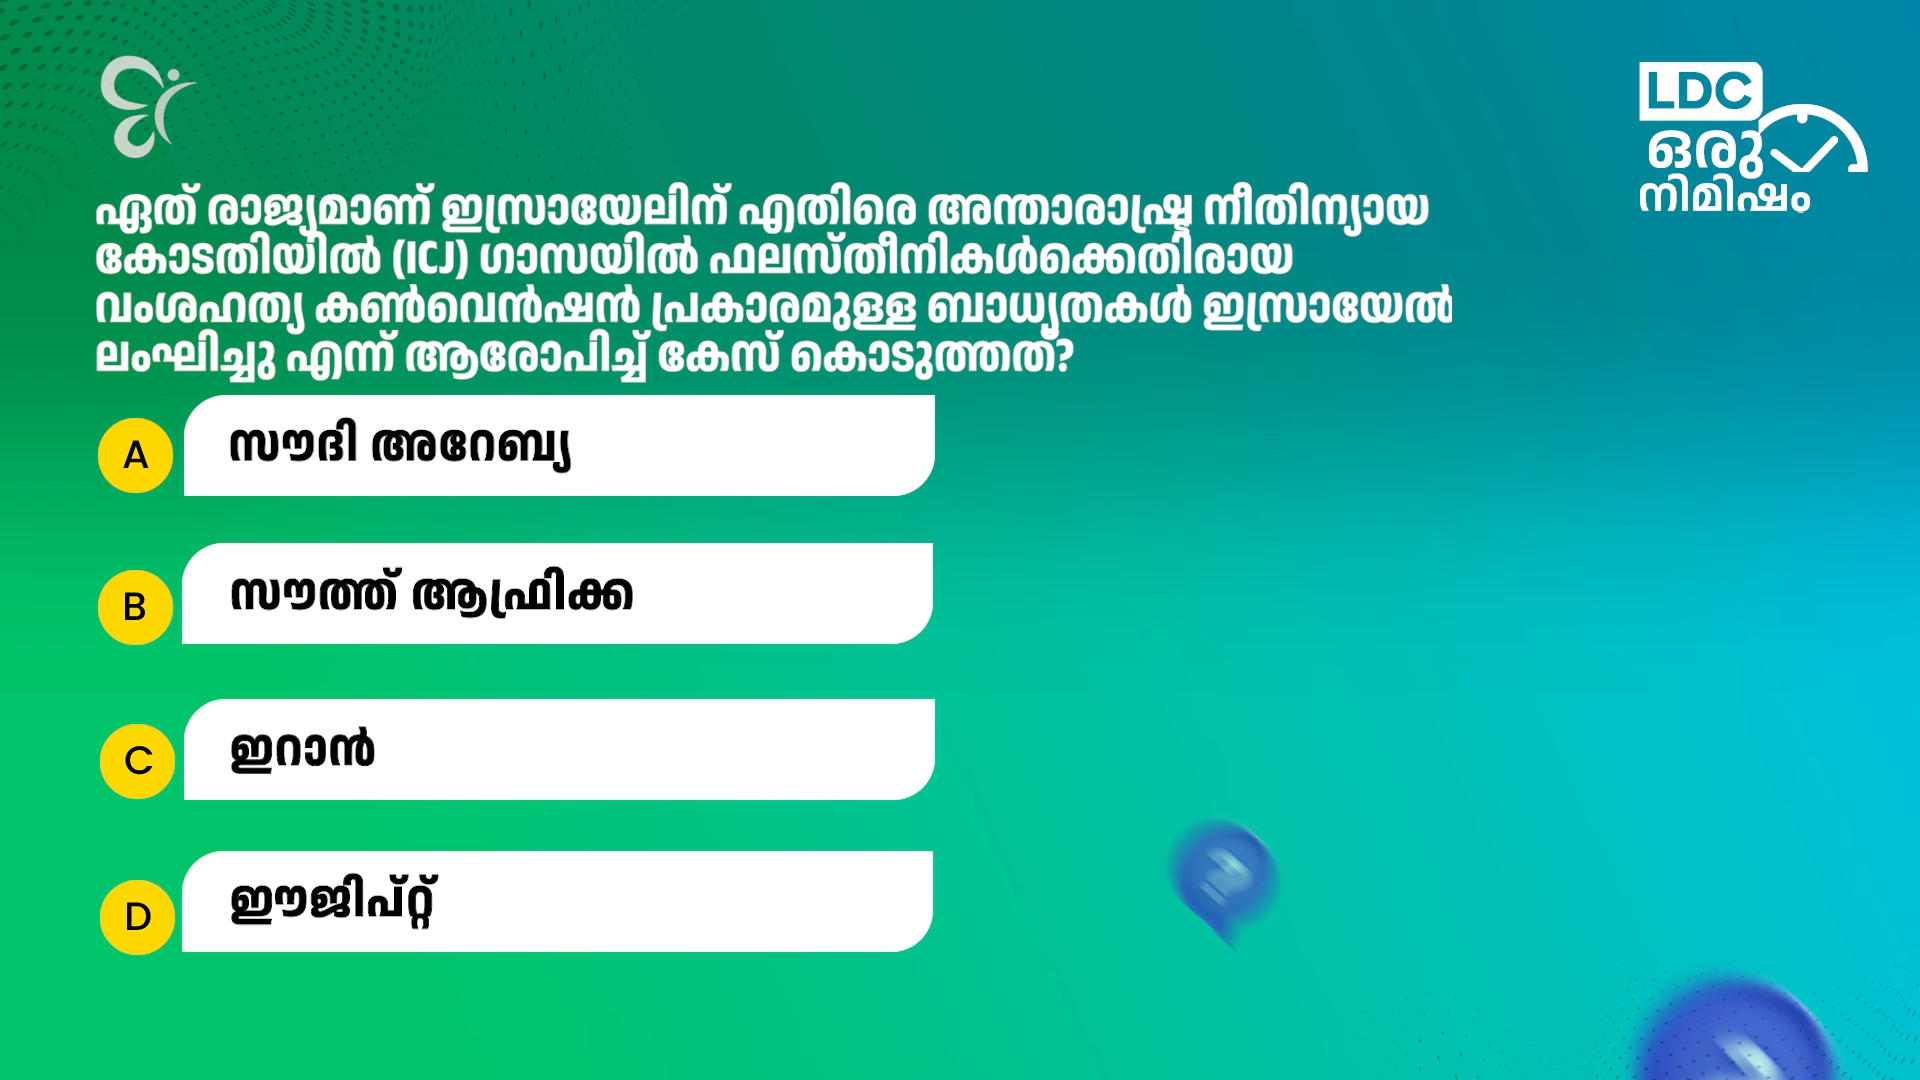 LDC
ഒരു
നിമിഷം
ഏത് രാജ്യമാണ് ഇസ്രായേലിന് എതിരെ അന്താരാഷ്ട്ര നീതിന്യായ
കോടതിയിൽ (ICJ) ഗാസയിൽ ഫലസ്തീനികൾക്കെതിരായ
വംശഹത്യ കൺവെൻഷൻ പ്രകാരമുള്ള ബാധ്യതകൾ ഇസ്രായേൽ
ലംഘിച്ചു എന്ന് ആരോപിച്ച് കേസ് കൊടുത്തത്?
A സൗദി അറേബ്യ
B സൗത്ത് ആഫ്രിക്ക
C ഇറാൻ
D ഈജിപ്റ്റ്